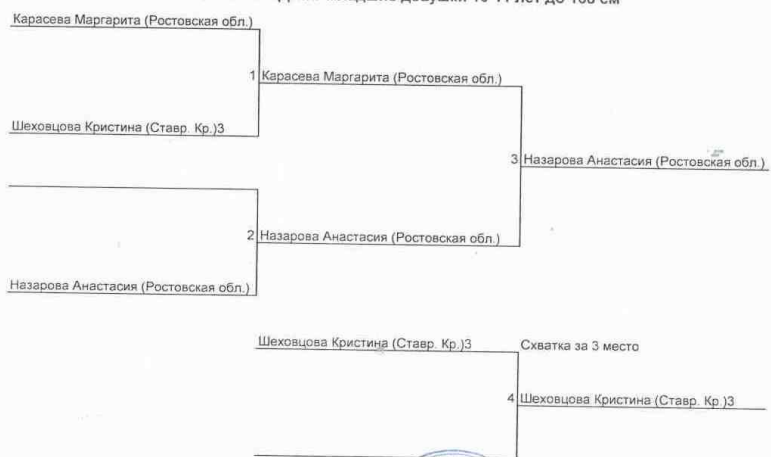 Карасева Маргарита (Ростовская обл.)
1 Карасева Маргарита (Ростовская обл.)
Шеховцова Кристина (Ставр. Кр.)3
3 Назарова Анастасия (Ростовская обл.)
2 Назарова Анастасия (Ростовская обл.)
Назарова Анастасия (Ростовская обл.)
Шеховцова Кристина (Ставр. Кр.)3 Схватка за 3 место
4 Шеховцова Кристина (Ставр. Кр.)3